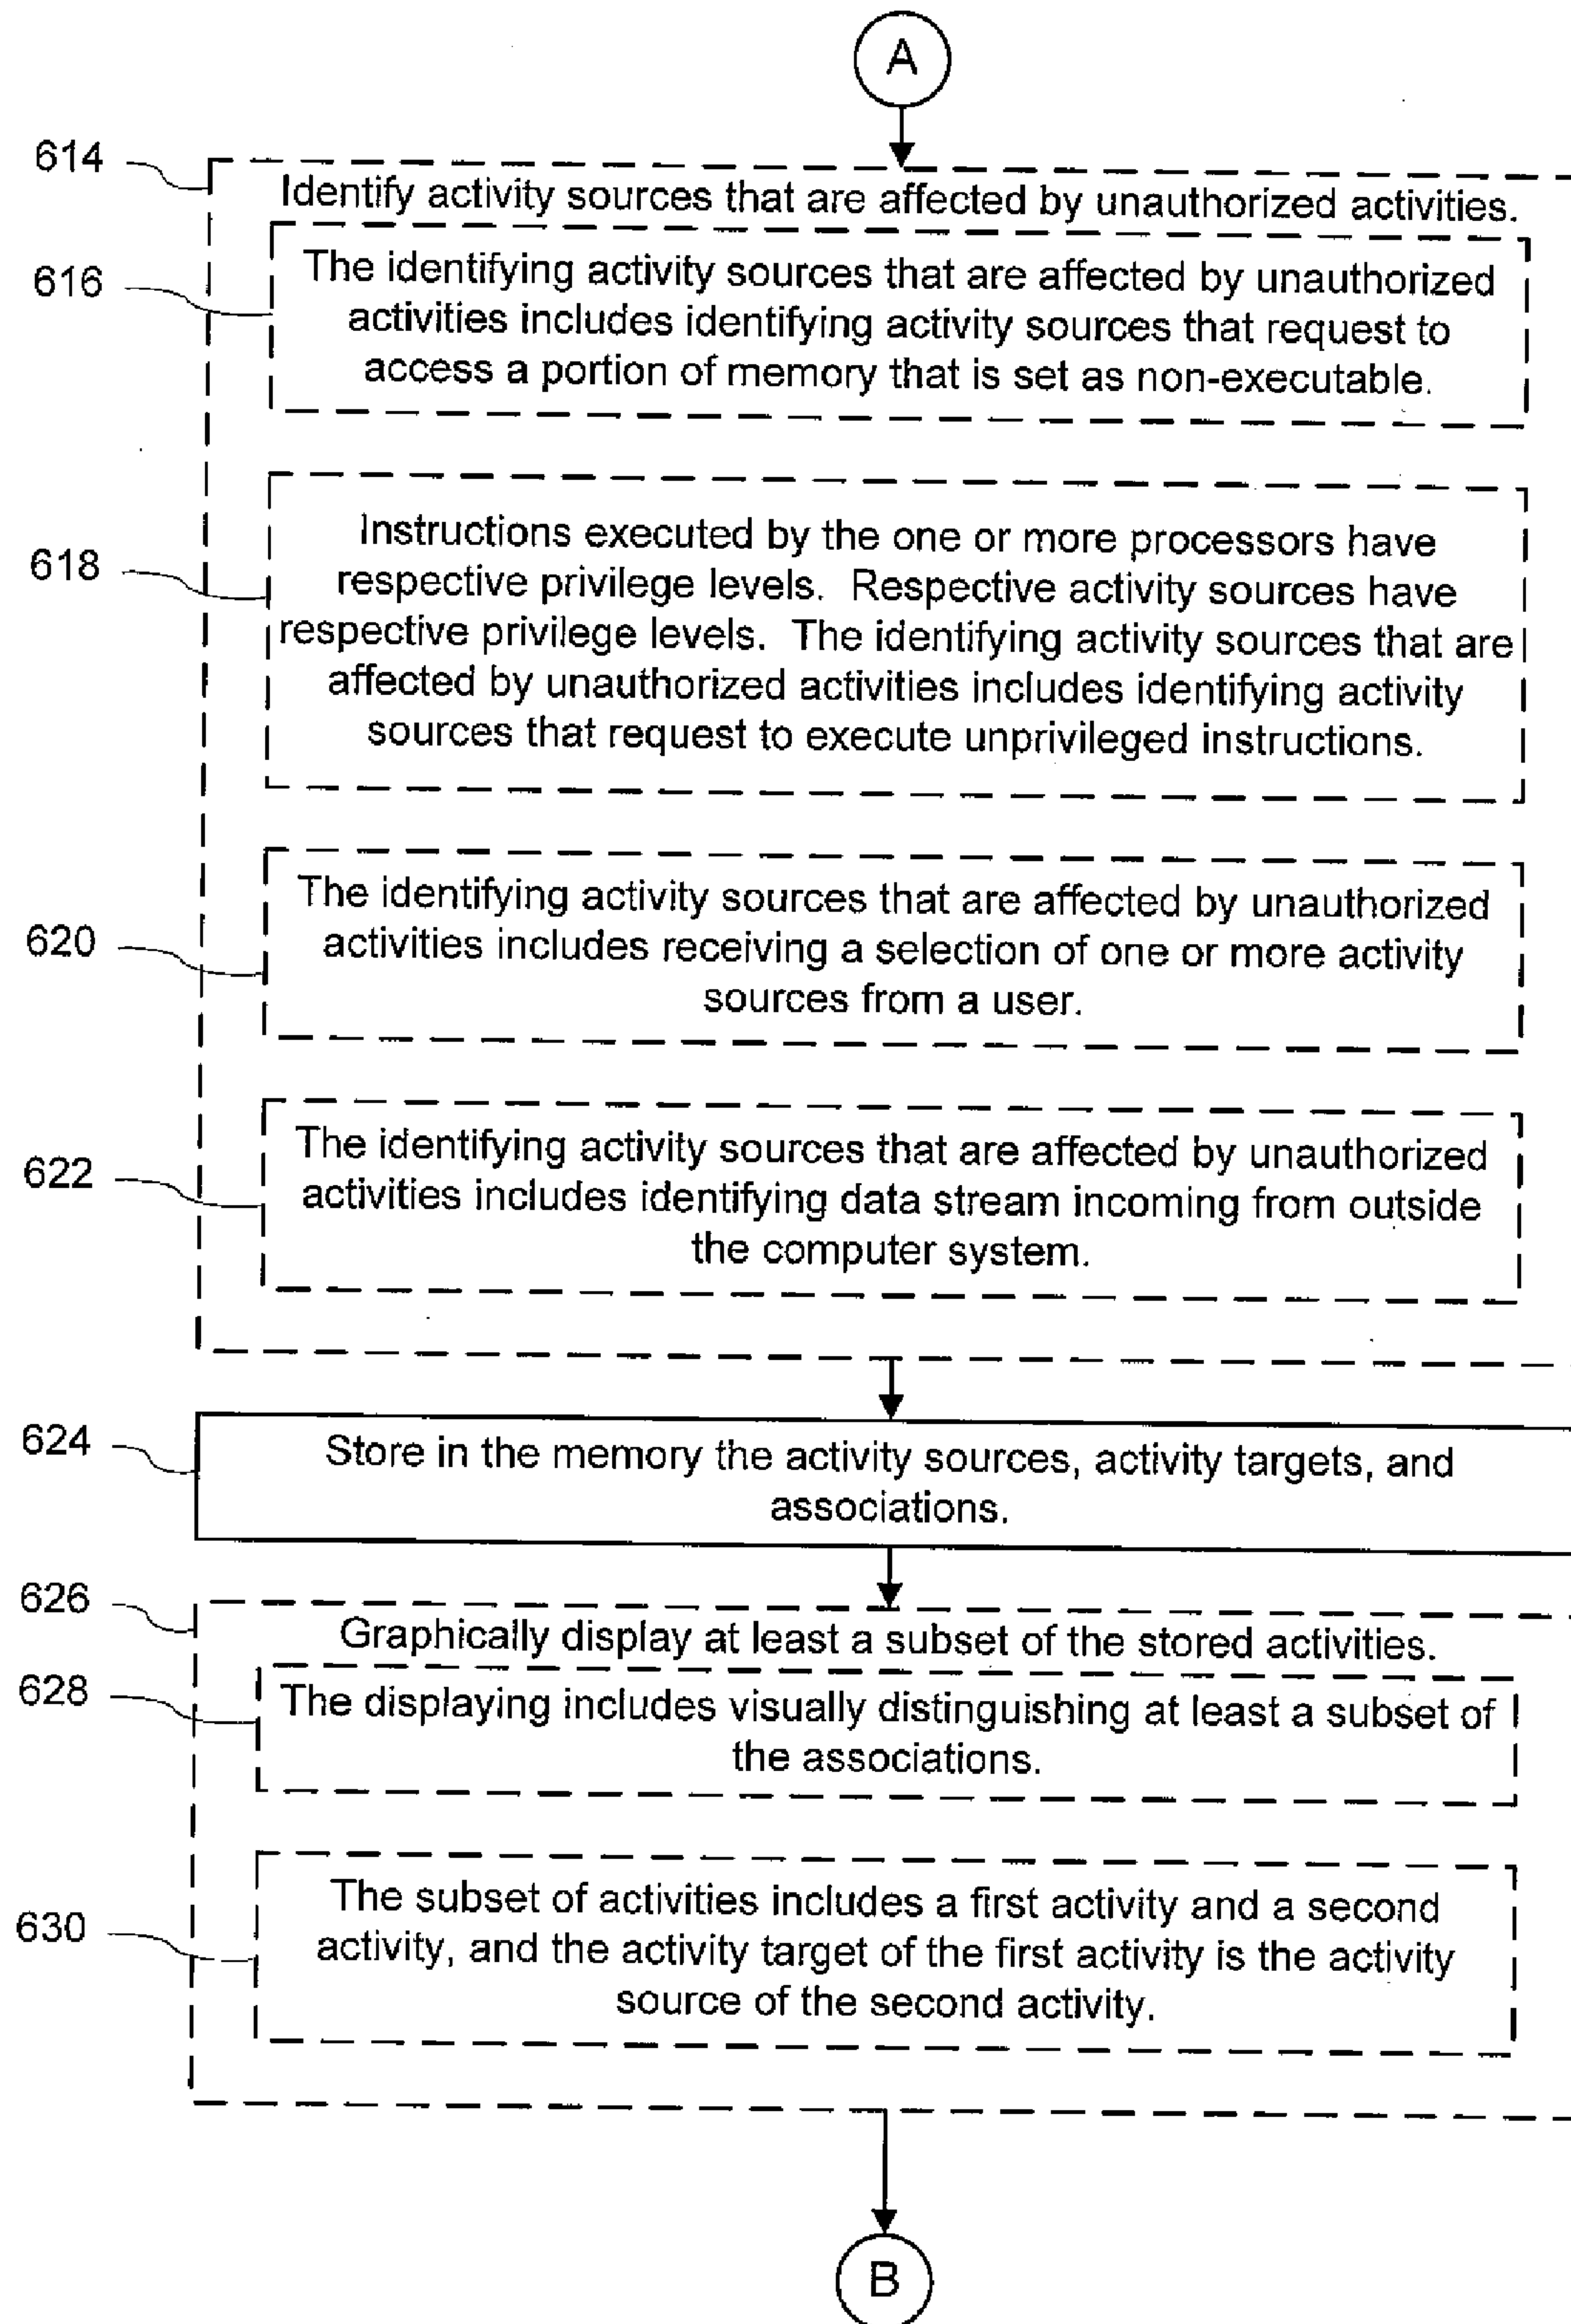 A
614
Identify activity sources that are affected by unauthorized activities.
616
The identifying activity sources that are affected by unauthorized
activities includes identifying activity sources that request to
access a portion of memory that is set as non-executable.
618
Instructions executed by the one or more processors have
respective privilege levels. Respective activity sources have
respective privilege levels. The identifying activity sources that are
affected by unauthorized activities includes identifying activity
sources that request to execute unprivileged instructions.
620
The identifying activity sources that are affected by unauthorized
activities includes receiving a selection of one or more activity
sources from a user.
622
The identifying activity sources that are affected by unauthorized
activities includes identifying data stream incoming from outside
the computer system.
624
Store in the memory the activity sources, activity targets, and
associations.
626
Graphically display at least a subset of the stored activities.
628
The displaying includes visually distinguishing at least a subset of
the associations.
630
The subset of activities includes a first activity and a second
activity, and the activity target of the first activity is the activity
source of the second activity.
B